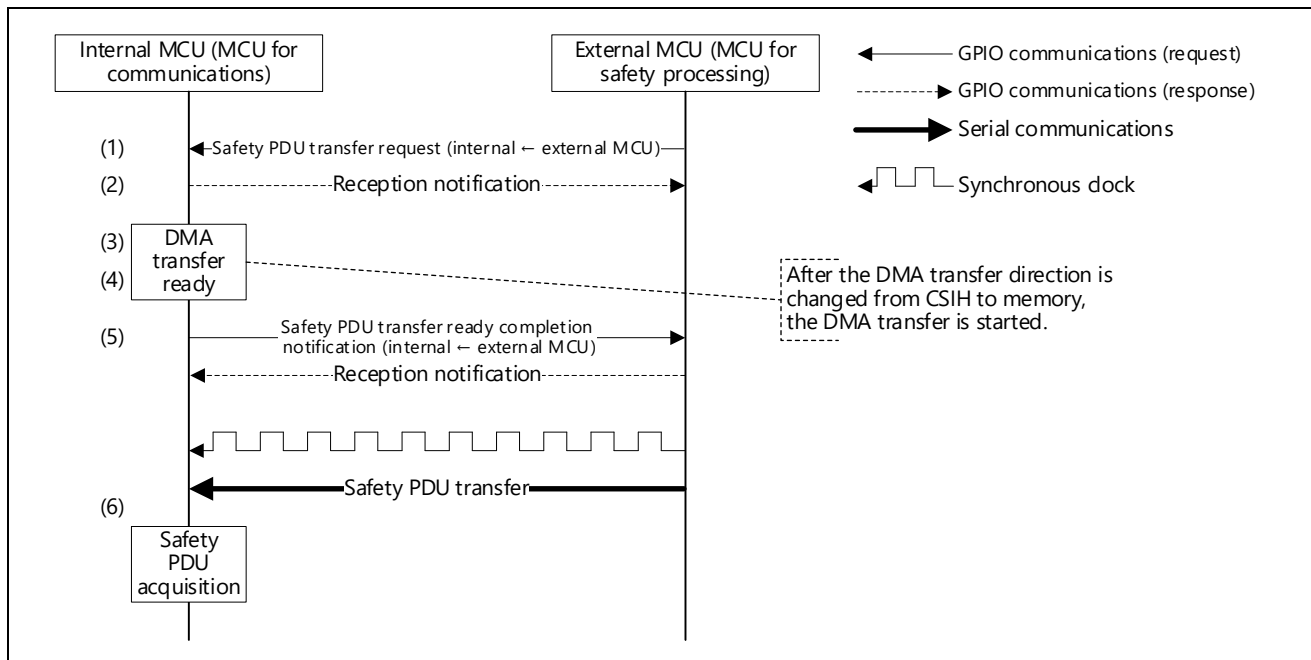 Internal MCU (MCU for
communications)
External MCU (MCU for
safety processing)
GPIO communications (request)
GPIO communications (response)
Serial communications
Synchronous clock
(1)
Safety PDU transfer request (internal ← external MCU)
(2)
Reception notification
(3)
(4)
DMA
transfer
ready
After the DMA transfer direction is
changed from CSIH to memory,
the DMA transfer is started.
(5)
Safety PDU transfer ready completion
notification (internal ← external MCU)
Reception notification
Safety PDU transfer
(6)
Safety
PDU
acquisition